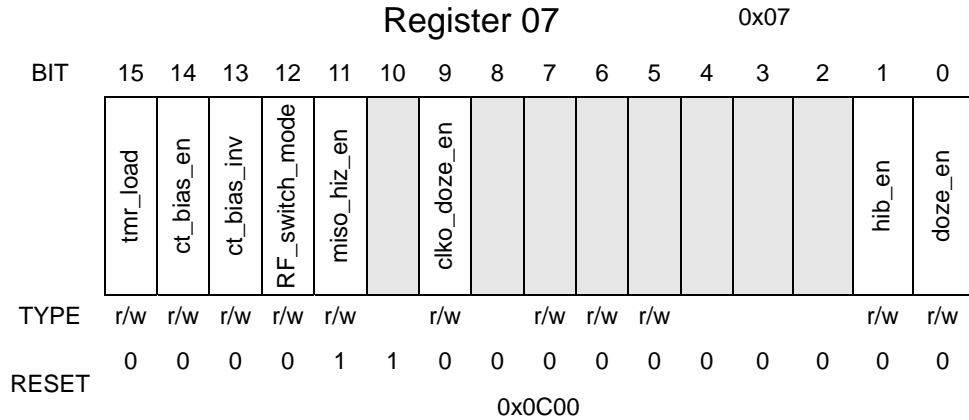 Register 07 0x07
BIT 15 14 13 12 11 10 9 8 7 6 5 4 3 2 1 0
tmr_load ct_bias_en ct_bias_inv RF_switch_mode miso_hiz_en clko_doze_en hib_en doze_en
TYPE r/w r/w r/w r/w r/w r/w r/w r/w r/w r/w r/w
RESET 0 0 0 0 1 1 0 0 0 0 0 0 0 0 0 0
0x0C00